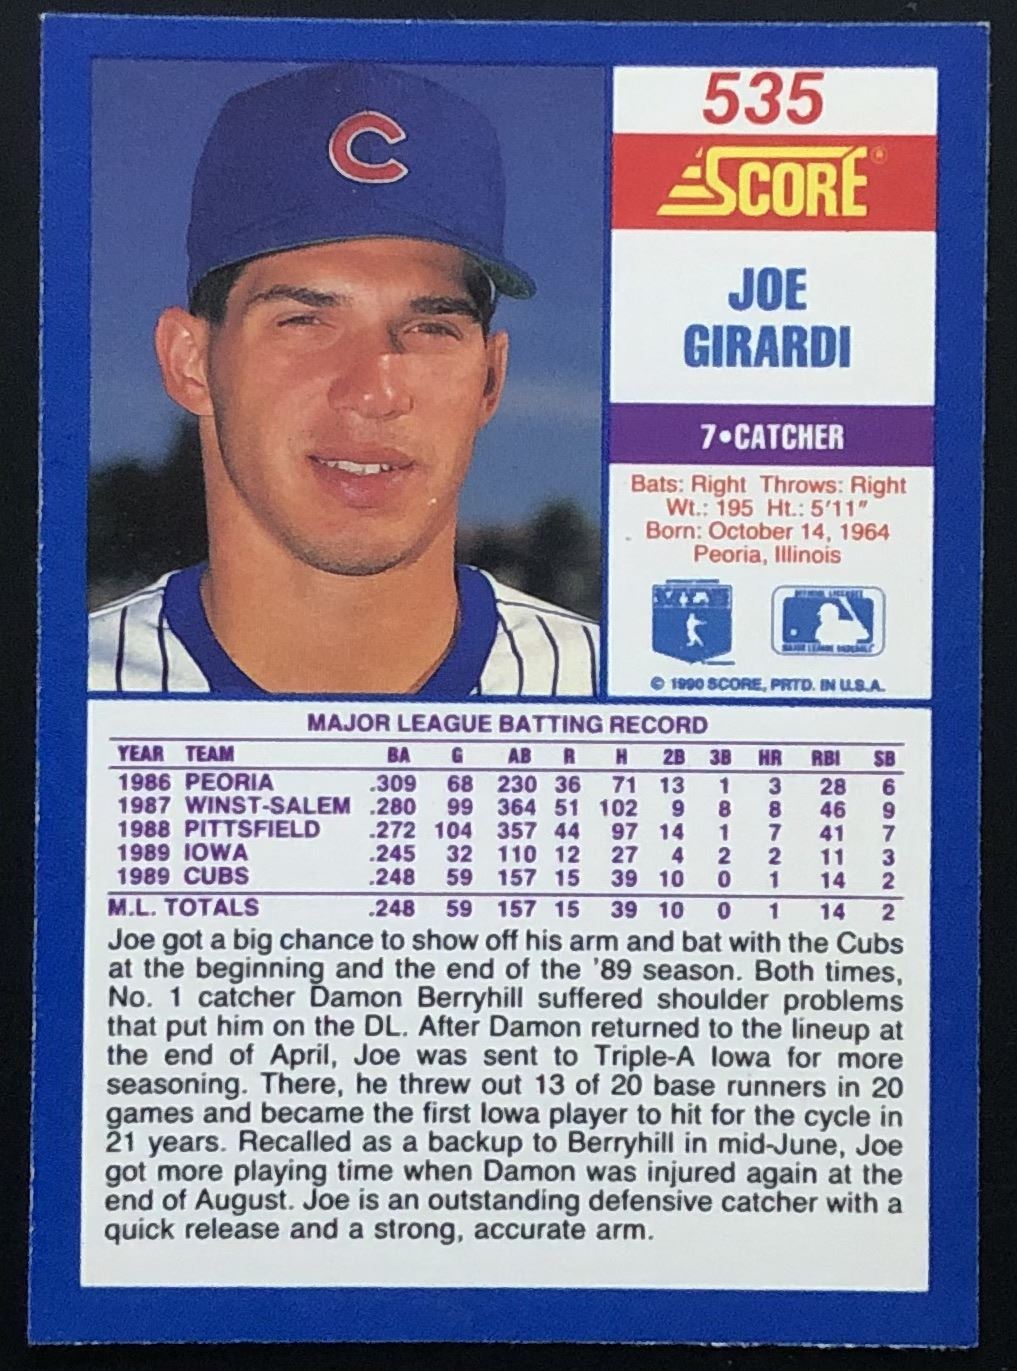 C
535
SCORE®
JOE
GIRARDI
7•CATCHER
Bats: Right Throws: Right
Wt.: 195 Ht.: 5'11"
Born: October 14, 1964
Peoria, Illinois
OFFICIAL LICENSEE
MAJOR LEAGUE BASEBALL
© 1990 SCORE, PRTD. IN U.S.A.
MAJOR LEAGUE BATTING RECORD
YEAR TEAM BA G AB R H 2B 3B HR RBI SB
1986 PEORIA .309 68 230 36 71 13 1 3 28 6
1987 WINST-SALEM .280 99 364 51 102 9 8 8 46 9
1988 PITTSFIELD .272 104 357 44 97 14 1 7 41 7
1989 IOWA .245 32 110 12 27 4 2 2 11 3
1989 CUBS .248 59 157 15 39 10 0 1 14 2
M.L. TOTALS .248 59 157 15 39 10 0 1 14 2
Joe got a big chance to show off his arm and bat with the Cubs
at the beginning and the end of the '89 season. Both times,
No. 1 catcher Damon Berryhill suffered shoulder problems
that put him on the DL. After Damon returned to the lineup at
the end of April, Joe was sent to Triple-A Iowa for more
seasoning. There, he threw out 13 of 20 base runners in 20
games and became the first Iowa player to hit for the cycle in
21 years. Recalled as a backup to Berryhill in mid-June, Joe
got more playing time when Damon was injured again at the
end of August. Joe is an outstanding defensive catcher with a
quick release and a strong, accurate arm.